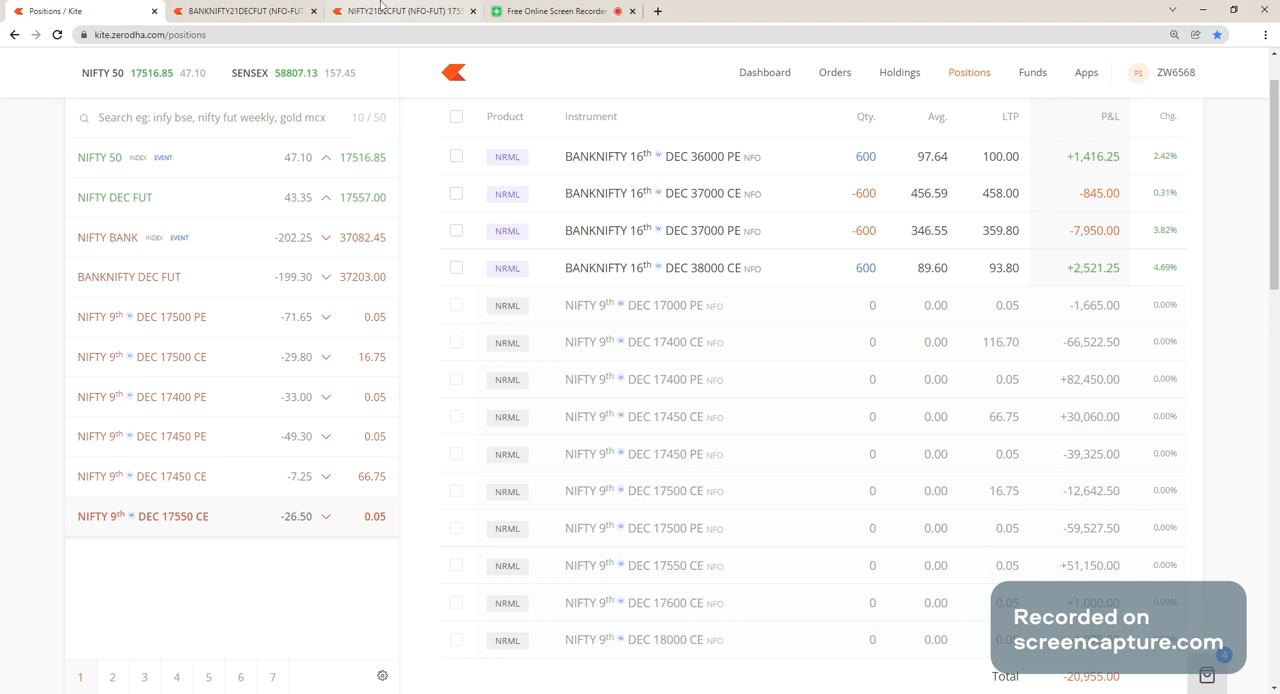 Positions / Kite
BANKNIFTY21DECFUT (NFO-FUT
NIFTY21DECFUT (NFO-FUT) 1755
Free Online Screen Recorder
kite.zerodha.com/positions
NIFTY 50 17516.85 47.10 SENSEX 58807.13 157.45
Dashboard Orders Holdings Positions Funds Apps PS ZW6568
Search eg: infy bse, nifty fut weekly, gold mcx 10 / 50
NIFTY 50 INDEX EVENT 47.10 17516.85
NIFTY DEC FUT 43.35 17557.00
NIFTY BANK INDEX EVENT -202.25 37082.45
BANKNIFTY DEC FUT -199.30 37203.00
NIFTY 9th w DEC 17500 PE -71.65 0.05
NIFTY 9th w DEC 17500 CE -29.80 16.75
NIFTY 9th w DEC 17400 PE -33.00 0.05
NIFTY 9th w DEC 17450 PE -49.30 0.05
NIFTY 9th w DEC 17450 CE -7.25 66.75
NIFTY 9th w DEC 17550 CE -26.50 0.05
1 2 3 4 5 6 7
Product Instrument Qty. Avg. LTP P&L Chg.
NRML BANKNIFTY 16th w DEC 36000 PE NFO 600 97.64 100.00 +1,416.25 2.42%
NRML BANKNIFTY 16th w DEC 37000 CE NFO -600 456.59 458.00 -845.00 0.31%
NRML BANKNIFTY 16th w DEC 37000 PE NFO -600 346.55 359.80 -7,950.00 3.82%
NRML BANKNIFTY 16th w DEC 38000 CE NFO 600 89.60 93.80 +2,521.25 4.69%
NRML NIFTY 9th w DEC 17000 PE NFO 0 0.00 0.05 -1,665.00 0.00%
NRML NIFTY 9th w DEC 17400 CE NFO 0 0.00 116.70 -66,522.50 0.00%
NRML NIFTY 9th w DEC 17400 PE NFO 0 0.00 0.05 +82,450.00 0.00%
NRML NIFTY 9th w DEC 17450 CE NFO 0 0.00 66.75 +30,060.00 0.00%
NRML NIFTY 9th w DEC 17450 PE NFO 0 0.00 0.05 -39,325.00 0.00%
NRML NIFTY 9th w DEC 17500 CE NFO 0 0.00 16.75 -12,642.50 0.00%
NRML NIFTY 9th w DEC 17500 PE NFO 0 0.00 0.05 -59,527.50 0.00%
NRML NIFTY 9th w DEC 17550 CE NFO 0 0.00 0.05 +51,150.00 0.00%
NRML NIFTY 9th w DEC 17600 CE NFO 0 0.00 0.05 +1,000.00 0.00%
NRML NIFTY 9th w DEC 18000 CE NFO 0 0.00
Total -20,955.00
Recorded on
screencapture.com
4